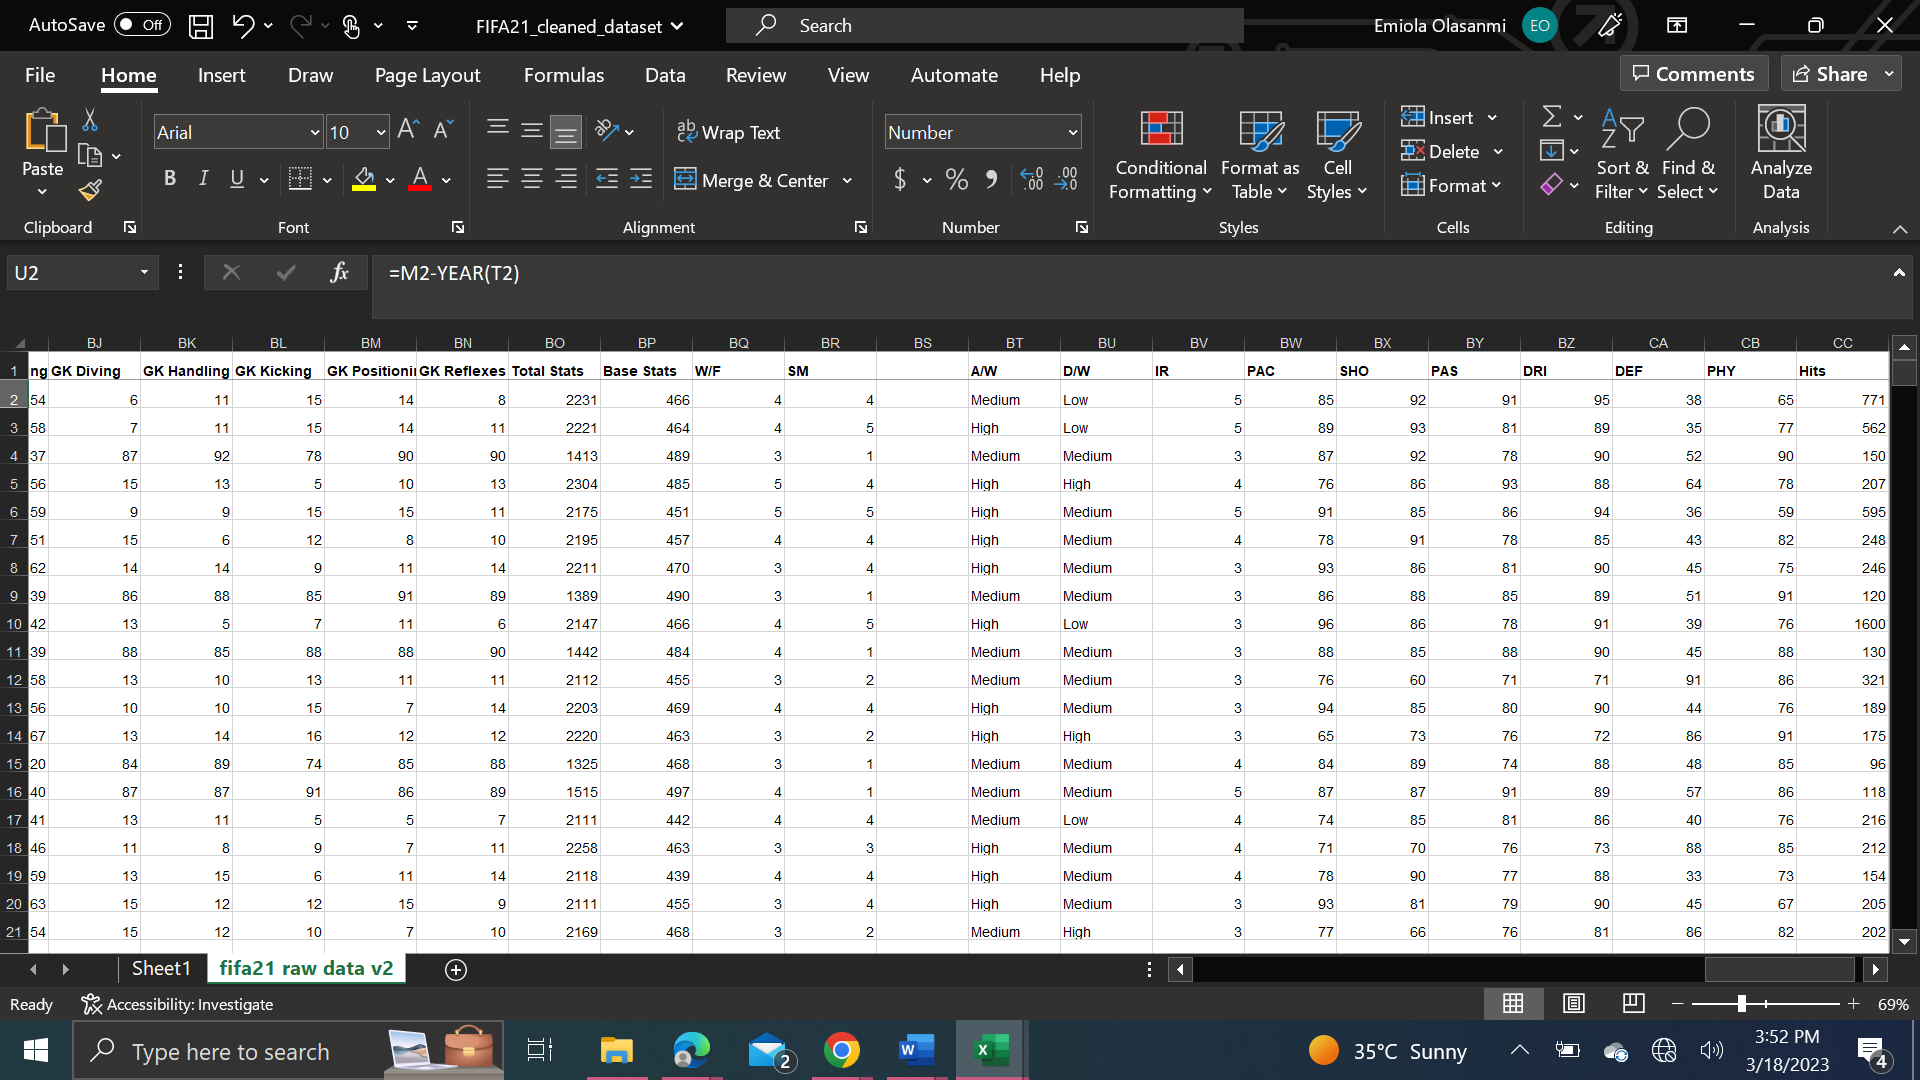 AutoSave Off FIFA21_cleaned_dataset Search Emiola Olasanmi EO
File Home Insert Draw Page Layout Formulas Data Review View Automate Help Comments Share
Paste Arial 10 ab Wrap Text Number Conditional Formatting Format as Table Cell Styles Insert Delete Format Sort & Filter Find & Select Analyze Data
B I U A Merge & Center $ % 9
Clipboard Font Alignment Number Styles Cells Editing Analysis
U2 fx =M2-YEAR(T2)
BJ BK BL BM BN BO BP BQ BR BS BT BU BV BW BX BY BZ CA CB CC
1 ng GK Diving GK Handling GK Kicking GK Positionin GK Reflexes Total Stats Base Stats W/F SM A/W D/W IR PAC SHO PAS DRI DEF PHY Hits
2 54 6 11 15 14 8 2231 466 4 4 Medium Low 5 85 92 91 95 38 65 771
3 58 7 11 15 14 11 2221 464 4 5 High Low 5 89 93 81 89 35 77 562
4 37 87 92 78 90 90 1413 489 3 1 Medium Medium 3 87 92 78 90 52 90 150
5 56 15 13 5 10 13 2304 485 5 4 High High 4 76 86 93 88 64 78 207
6 59 9 9 15 15 11 2175 451 5 5 High Medium 5 91 85 86 94 36 59 595
7 51 15 6 12 8 10 2195 457 4 4 High Medium 4 78 91 78 85 43 82 248
8 62 14 14 9 11 14 2211 470 3 4 High Medium 3 93 86 81 90 45 75 246
9 39 86 88 85 91 89 1389 490 3 1 Medium Medium 3 86 88 85 89 51 91 120
10 42 13 5 7 11 6 2147 466 4 5 High Low 3 96 86 78 91 39 76 1600
11 39 88 85 88 88 90 1442 484 4 1 Medium Medium 3 88 85 88 90 45 88 130
12 58 13 10 13 11 11 2112 455 3 2 Medium Medium 3 76 60 71 71 91 86 321
13 56 10 10 15 7 14 2203 469 4 4 High Medium 3 94 85 80 90 44 76 189
14 67 13 14 16 12 12 2220 463 3 2 High High 3 65 73 76 72 86 91 175
15 20 84 89 74 85 88 1325 468 3 1 Medium Medium 4 84 89 74 88 48 85 96
16 40 87 87 91 86 89 1515 497 4 1 Medium Medium 5 87 87 91 89 57 86 118
17 41 13 11 5 5 7 2111 442 4 4 Medium Low 4 74 85 81 86 40 76 216
18 46 11 8 9 7 11 2258 463 3 3 High Medium 4 71 70 76 73 88 85 212
19 59 13 15 6 11 14 2118 439 4 4 High Medium 4 78 90 77 88 33 73 154
20 63 15 12 12 15 9 2111 455 3 4 High Medium 3 93 81 79 90 45 67 205
21 54 15 12 10 7 10 2169 468 3 2 Medium High 3 77 66 76 81 86 82 202
Sheet1 fifa21 raw data v2
Ready Accessibility: Investigate 69%
Type here to search 2 35°C Sunny 3:52 PM
3/18/2023 4